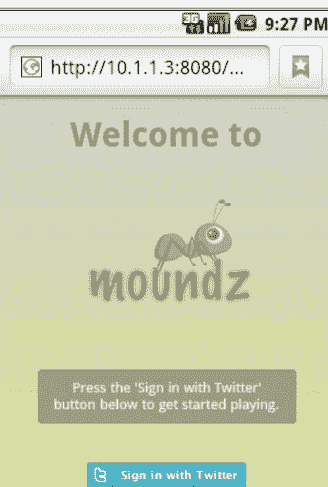 3G 9:27 PM
http://10.1.1.3:8080/...
Welcome to
moundz
Press the 'Sign in with Twitter'
button below to get started playing.
Sign in with Twitter